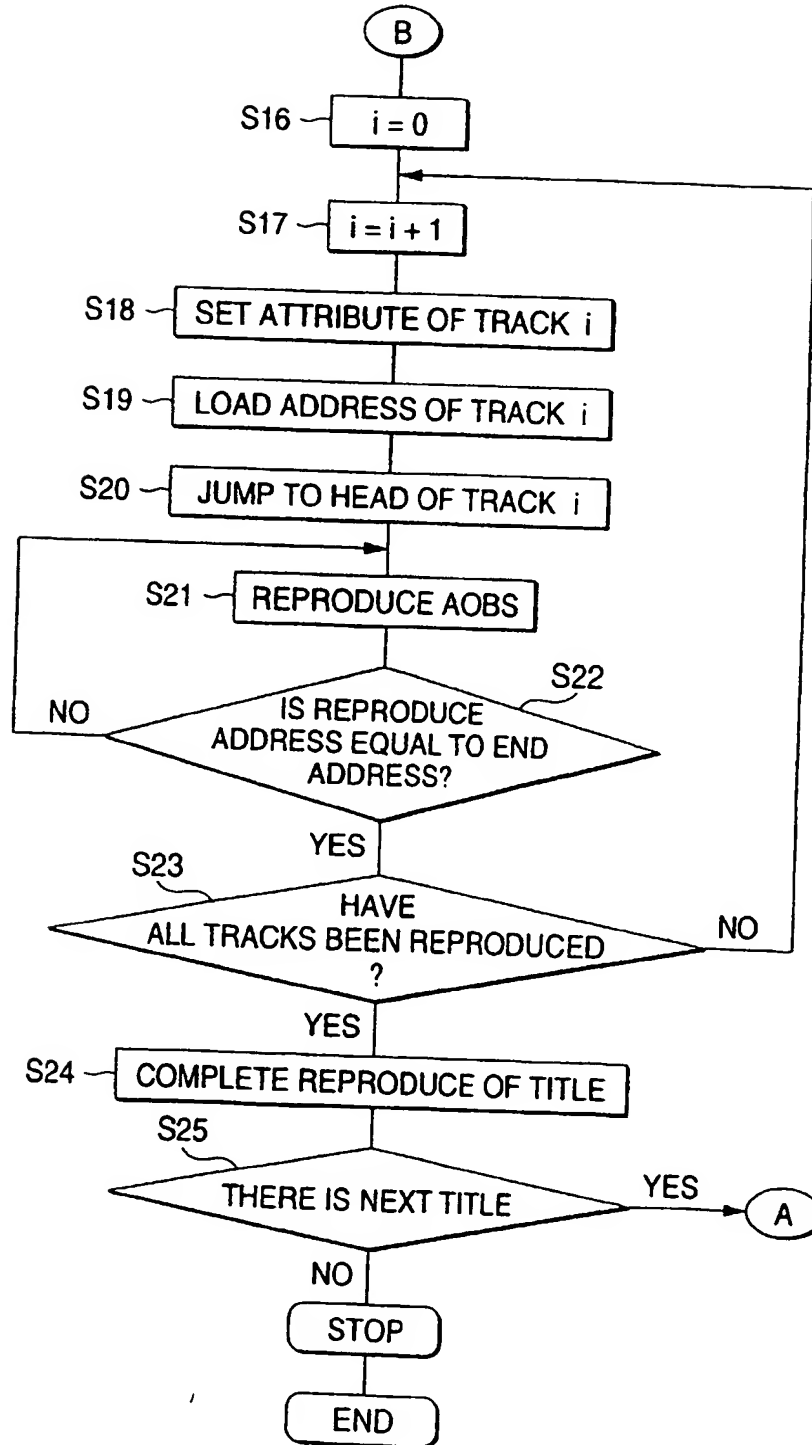 B
S16
i = 0
S17
i = i + 1
S18
SET ATTRIBUTE OF TRACK i
S19
LOAD ADDRESS OF TRACK i
S20
JUMP TO HEAD OF TRACK i
S21
REPRODUCE AOBS
S22
IS REPRODUCE
ADDRESS EQUAL TO END
ADDRESS?
NO
YES
S23
HAVE
ALL TRACKS BEEN REPRODUCED
?
NO
YES
S24
COMPLETE REPRODUCE OF TITLE
S25
THERE IS NEXT TITLE
YES
A
NO
STOP
END